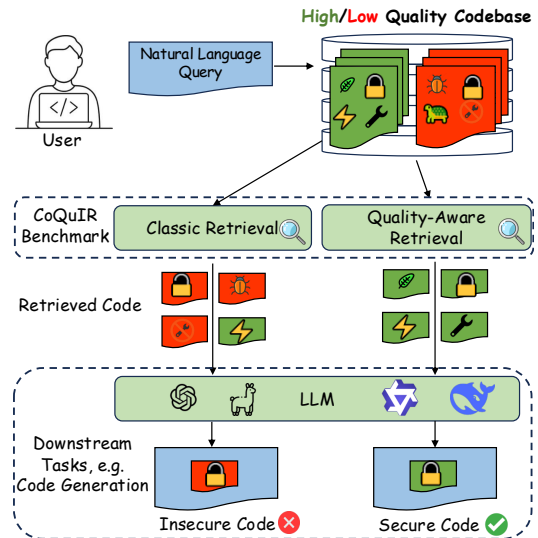 High/Low Quality Codebase
Natural Language
Query
</>
User
CoQuIR
Benchmark
Classic Retrieval
Quality-Aware
Retrieval
Retrieved Code
LLM
Downstream
Tasks, e.g.
Code Generation
Insecure Code
Secure Code